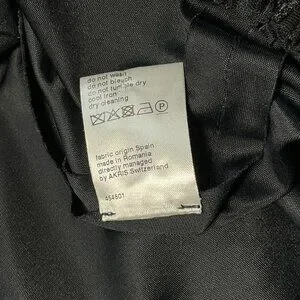 do not wash
do not bleach
do not tumble dry
cool iron
dry cleaning
P
fabric origin Spain
made in Romania
directly managed
by AKRIS Switzerland
454501